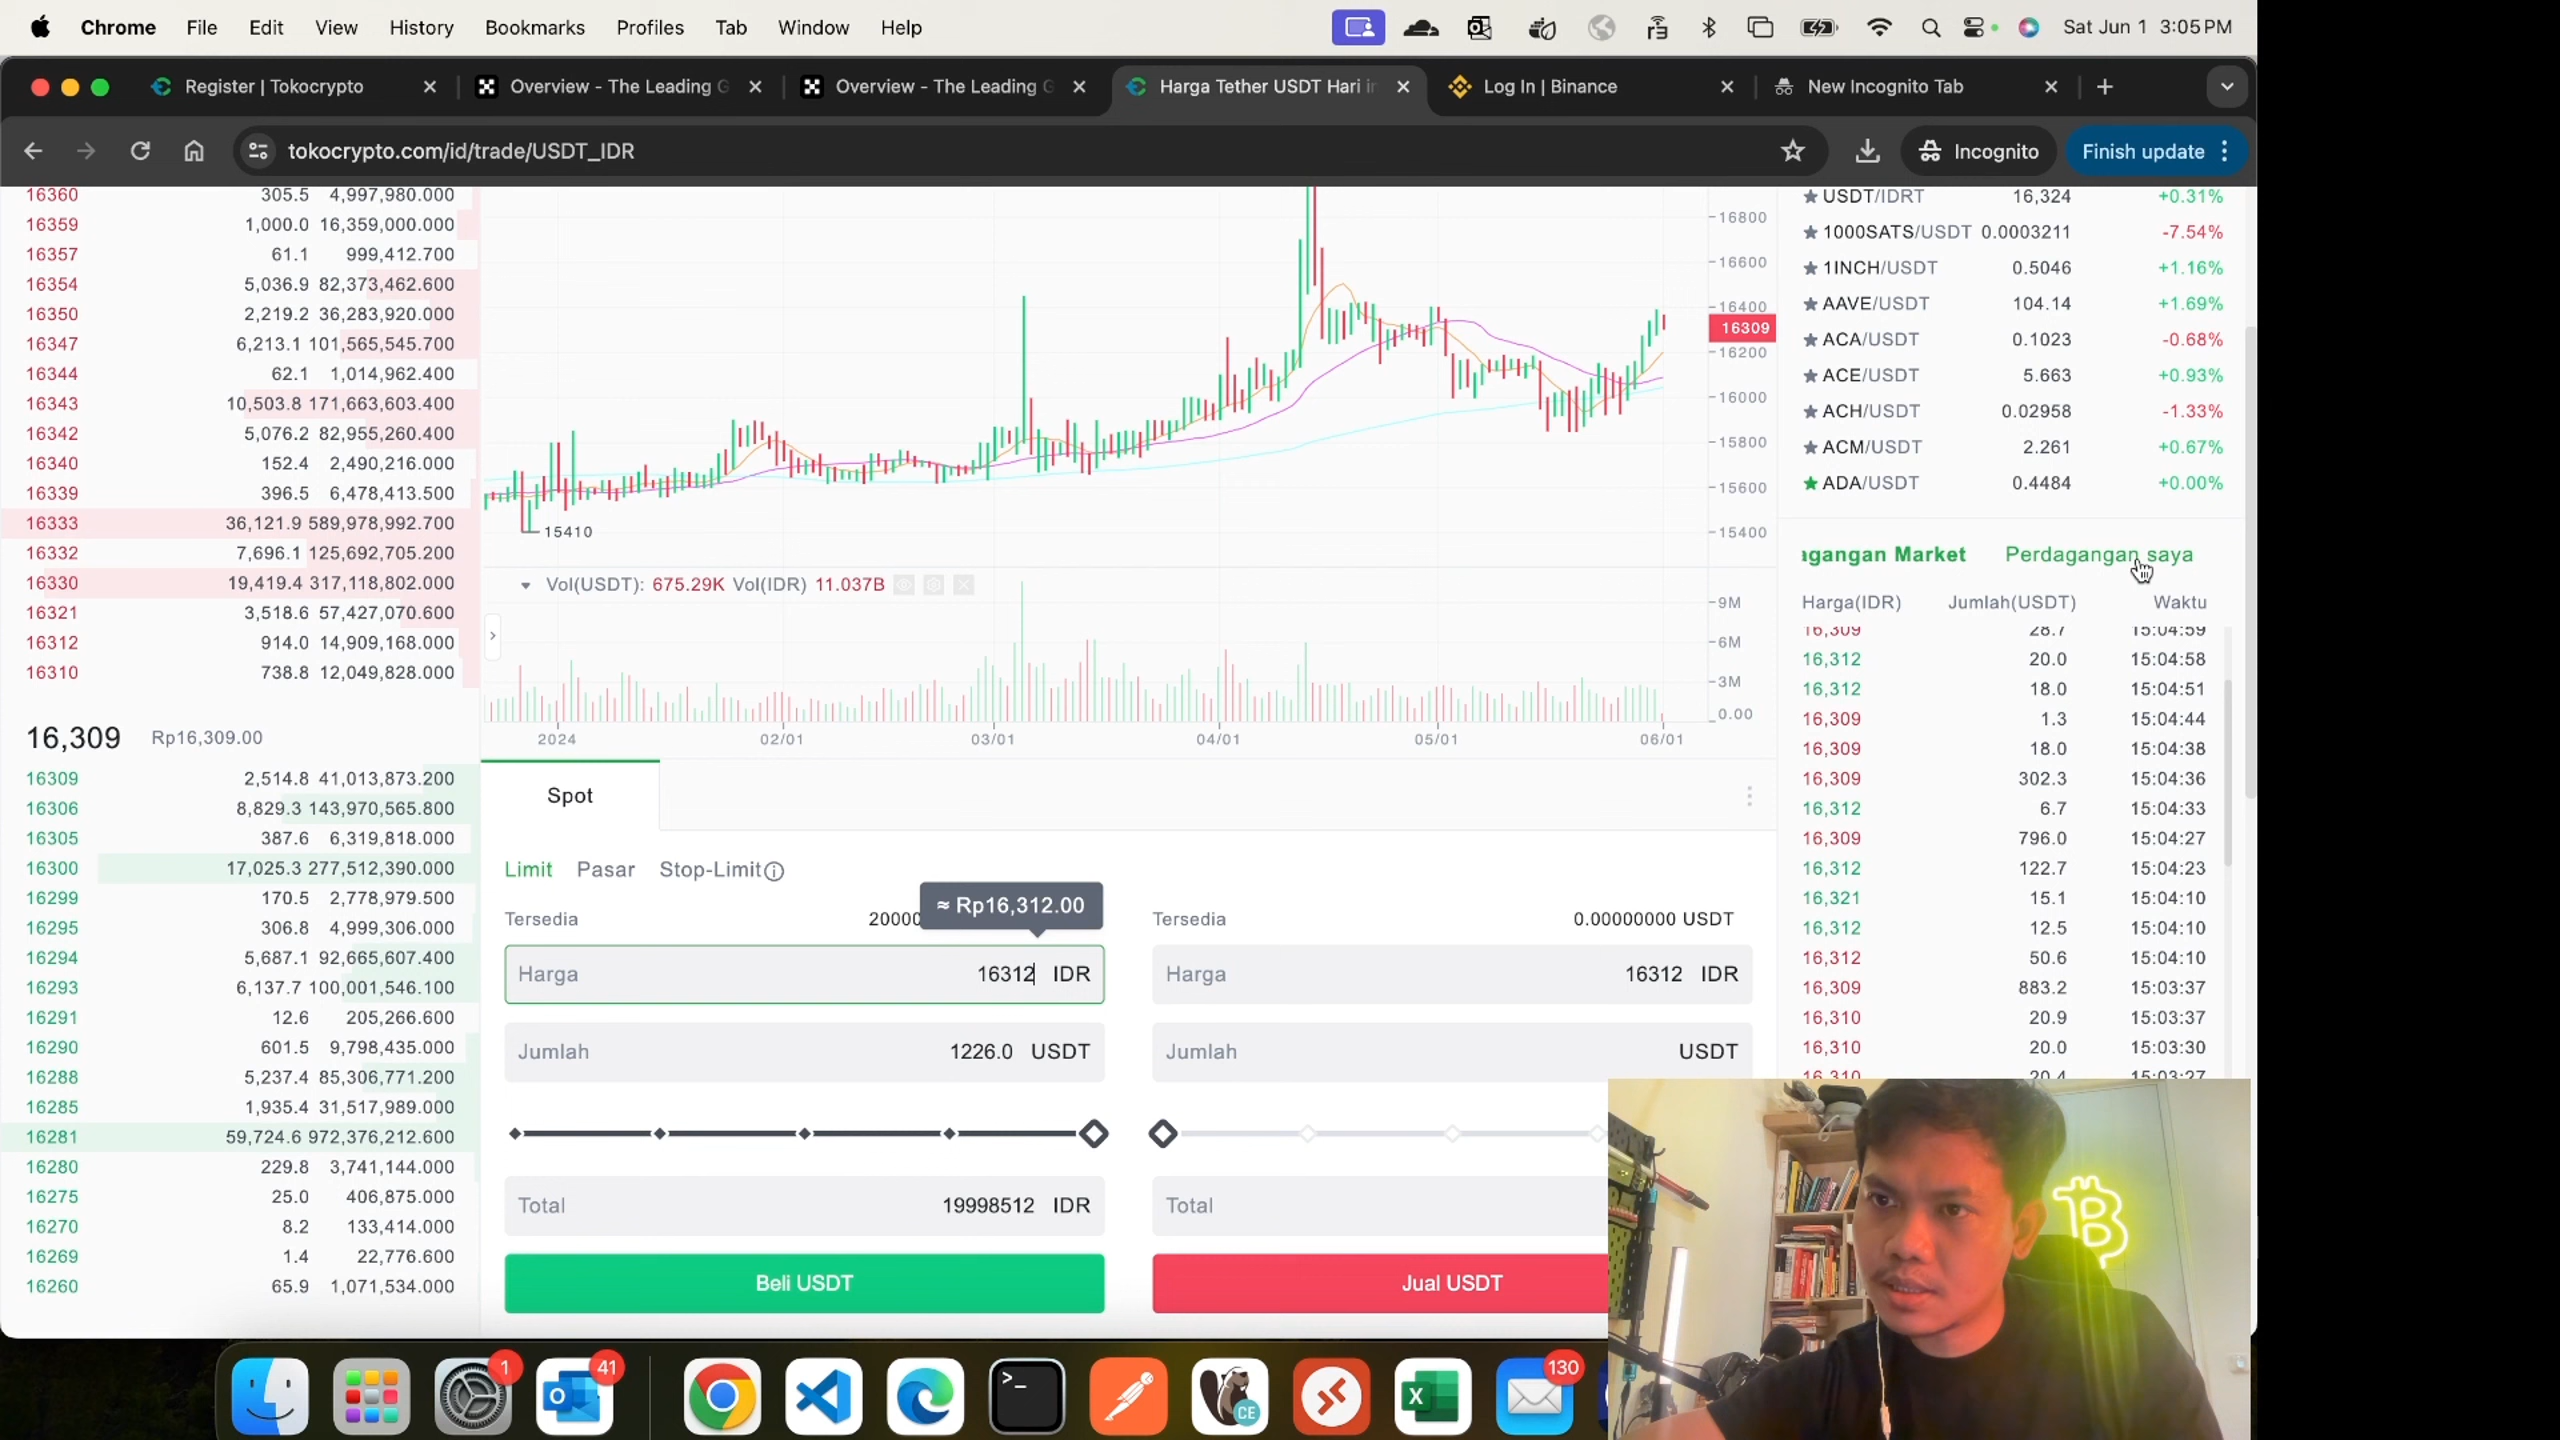 Chrome File Edit View History Bookmarks Profiles Tab Window Help Sat Jun 1 3:05 PM
Register | Tokocrypto Overview - The Leading G Overview - The Leading G Harga Tether USDT Hari in Log In | Binance New Incognito Tab
tokocrypto.com/id/trade/USDT_IDR Incognito Finish update
16360 305.5 4,997,980.000
16359 1,000.0 16,359,000.000
16357 61.1 999,412.700
16354 5,036.9 82,373,462.600
16350 2,219.2 36,283,920.000
16347 6,213.1 101,565,545.700
16344 62.1 1,014,962.400
16343 10,503.8 171,663,603.400
16342 5,076.2 82,955,260.400
16340 152.4 2,490,216.000
16339 396.5 6,478,413.500
16333 36,121.9 589,978,992.700
16332 7,696.1 125,692,705.200
16330 19,419.4 317,118,802.000
16321 3,518.6 57,427,070.600
16312 914.0 14,909,168.000
16310 738.8 12,049,828.000
16,309 Rp16,309.00
16309 2,514.8 41,013,873.200
16306 8,829.3 143,970,565.800
16305 387.6 6,319,818.000
16300 17,025.3 277,512,390.000
16299 170.5 2,778,979.500
16295 306.8 4,999,306.000
16294 5,687.1 92,665,607.400
16293 6,137.7 100,001,546.100
16291 12.6 205,266.600
16290 601.5 9,798,435.000
16288 5,237.4 85,306,771.200
16285 1,935.4 31,517,989.000
16281 59,724.6 972,376,212.600
16280 229.8 3,741,144.000
16275 25.0 406,875.000
16270 8.2 133,414.000
16269 1.4 22,776.600
16260 65.9 1,071,534.000
16800
16600
16400
16309
16200
16000
15800
15600
15400
15410
Vol(USDT): 675.29K Vol(IDR) 11.037B
9M
6M
3M
0.00
2024 02/01 03/01 04/01 05/01 06/01
Spot
Limit Pasar Stop-Limit
≈ Rp16,312.00
Tersedia 20000
Harga 16312 IDR
Jumlah 1226.0 USDT
Total 19998512 IDR
Beli USDT
Tersedia 0.00000000 USDT
Harga 16312 IDR
Jumlah USDT
Total
Jual USDT
USDT/IDRT 16,324 +0.31%
1000SATS/USDT 0.0003211 -7.54%
1INCH/USDT 0.5046 +1.16%
AAVE/USDT 104.14 +1.69%
ACA/USDT 0.1023 -0.68%
ACE/USDT 5.663 +0.93%
ACH/USDT 0.02958 -1.33%
ACM/USDT 2.261 +0.67%
ADA/USDT 0.4484 +0.00%
agangan Market Perdagangan saya
Harga(IDR) Jumlah(USDT) Waktu
16,309 28.7 15:04:59
16,312 20.0 15:04:58
16,312 18.0 15:04:51
16,309 1.3 15:04:44
16,309 18.0 15:04:38
16,309 302.3 15:04:36
16,312 6.7 15:04:33
16,309 796.0 15:04:27
16,312 122.7 15:04:23
16,321 15.1 15:04:10
16,312 12.5 15:04:10
16,312 50.6 15:04:10
16,309 883.2 15:03:37
16,310 20.9 15:03:37
16,310 20.0 15:03:30
16,310 20.4 15:03:27
1 41 130
CE